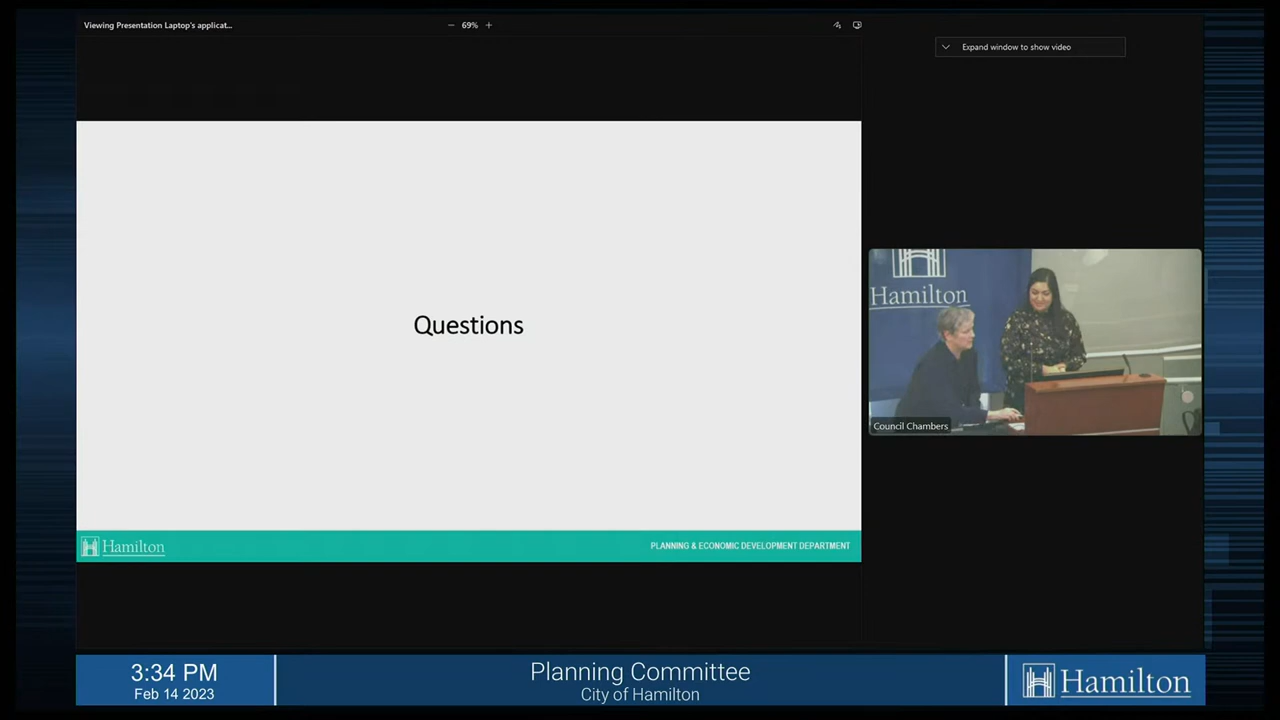 Viewing Presentation Laptop's applicat...
69%
Expand window to show video
Questions
Hamilton
Council Chambers
Hamilton
PLANNING & ECONOMIC DEVELOPMENT DEPARTMENT
3:34 PM
Feb 14 2023
Planning Committee
City of Hamilton
Hamilton